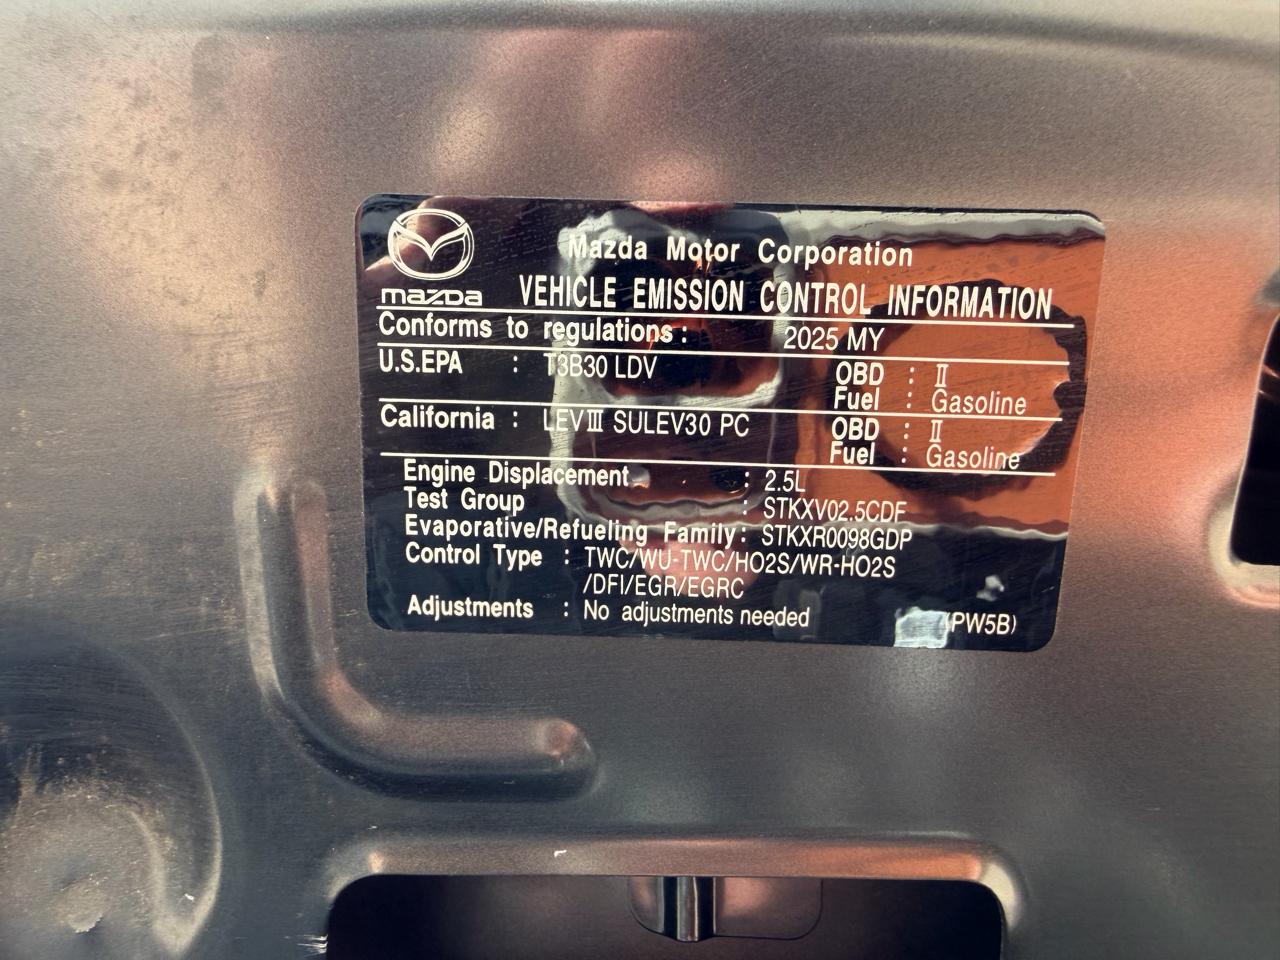 Mazda Motor Corporation
mazda
VEHICLE EMISSION CONTROL INFORMATION
Conforms to regulations : 2025 MY
U.S.EPA : T3B30 LDV OBD : II
Fuel : Gasoline
California : LEV III SULEV30 PC OBD : II
Fuel : Gasoline
Engine Displacement : 2.5L
Test Group : STKXV02.5CDF
Evaporative/Refueling Family : STKXR0098GDP
Control Type : TWC/WU-TWC/HO2S/WR-HO2S
/DFI/EGR/EGRC
Adjustments : No adjustments needed
(PW5B)